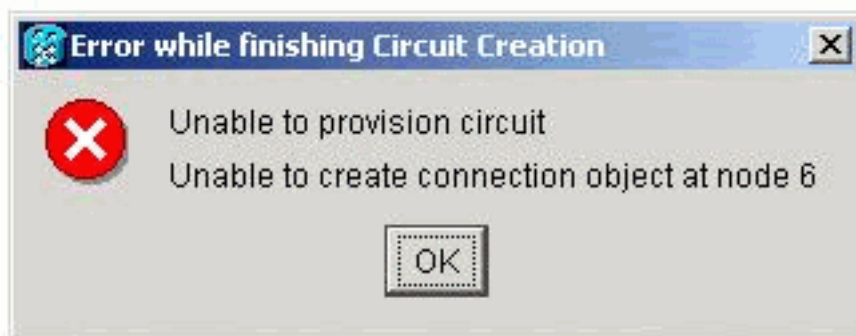 Error while finishing Circuit Creation
Unable to provision circuit
Unable to create connection object at node 6
OK